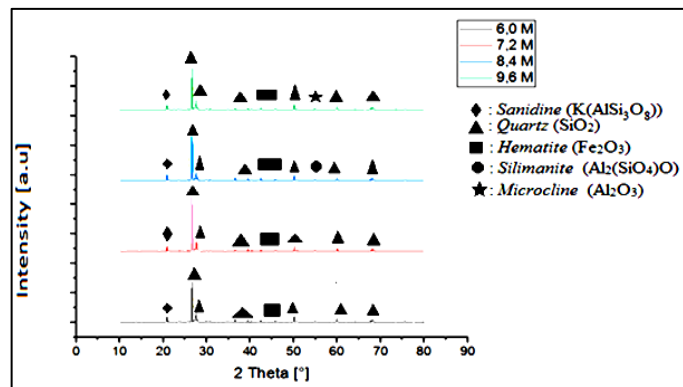 6,0 M
7,2 M
8,4 M
9,6 M
: Sanidine (K(AlSi₃O₈))
: Quartz (SiO₂)
: Hematite (Fe₂O₃)
: Silimanite (Al₂(SiO₄)O)
: Microcline (Al₂O₃)
Intensity [a.u]
0 10 20 30 40 50 60 70 80 90
2 Theta [°]